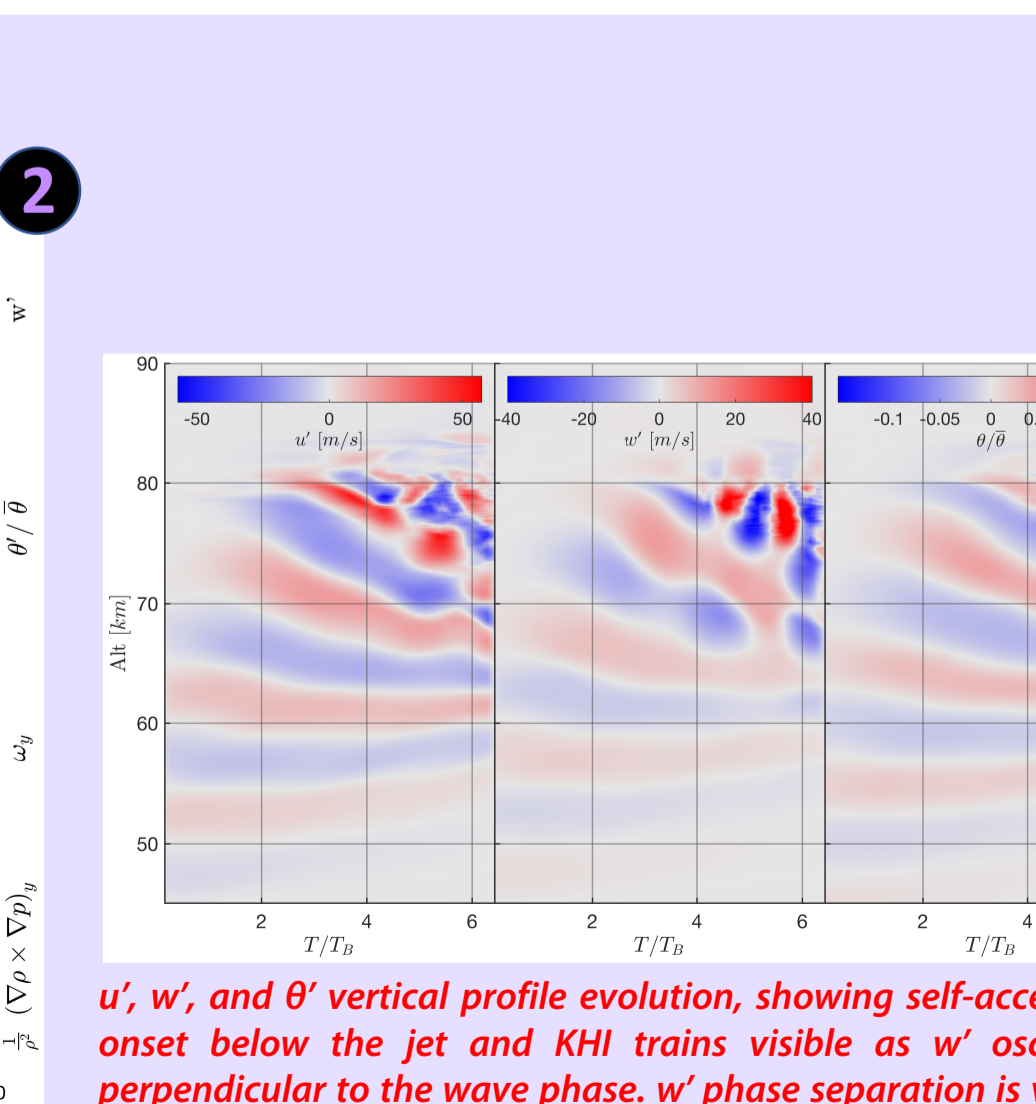 2
w’
θ′/ θ̅
ω_y
1/ρ² (∇ρ × ∇p)_y
90
80
70
60
50
Alt [km]
-50 0 50
u′ [m/s]
-40 -20 0 20 40
w′ [m/s]
-0.1 -0.05 0
θ/θ̅
2 4 6
T/T_B
2 4 6
T/T_B
2 4
T/T_B
u’, w’, and θ’ vertical profile evolution, showing self-acce
onset below the jet and KHI trains visible as w’ osc
perpendicular to the wave phase. w’ phase separation is